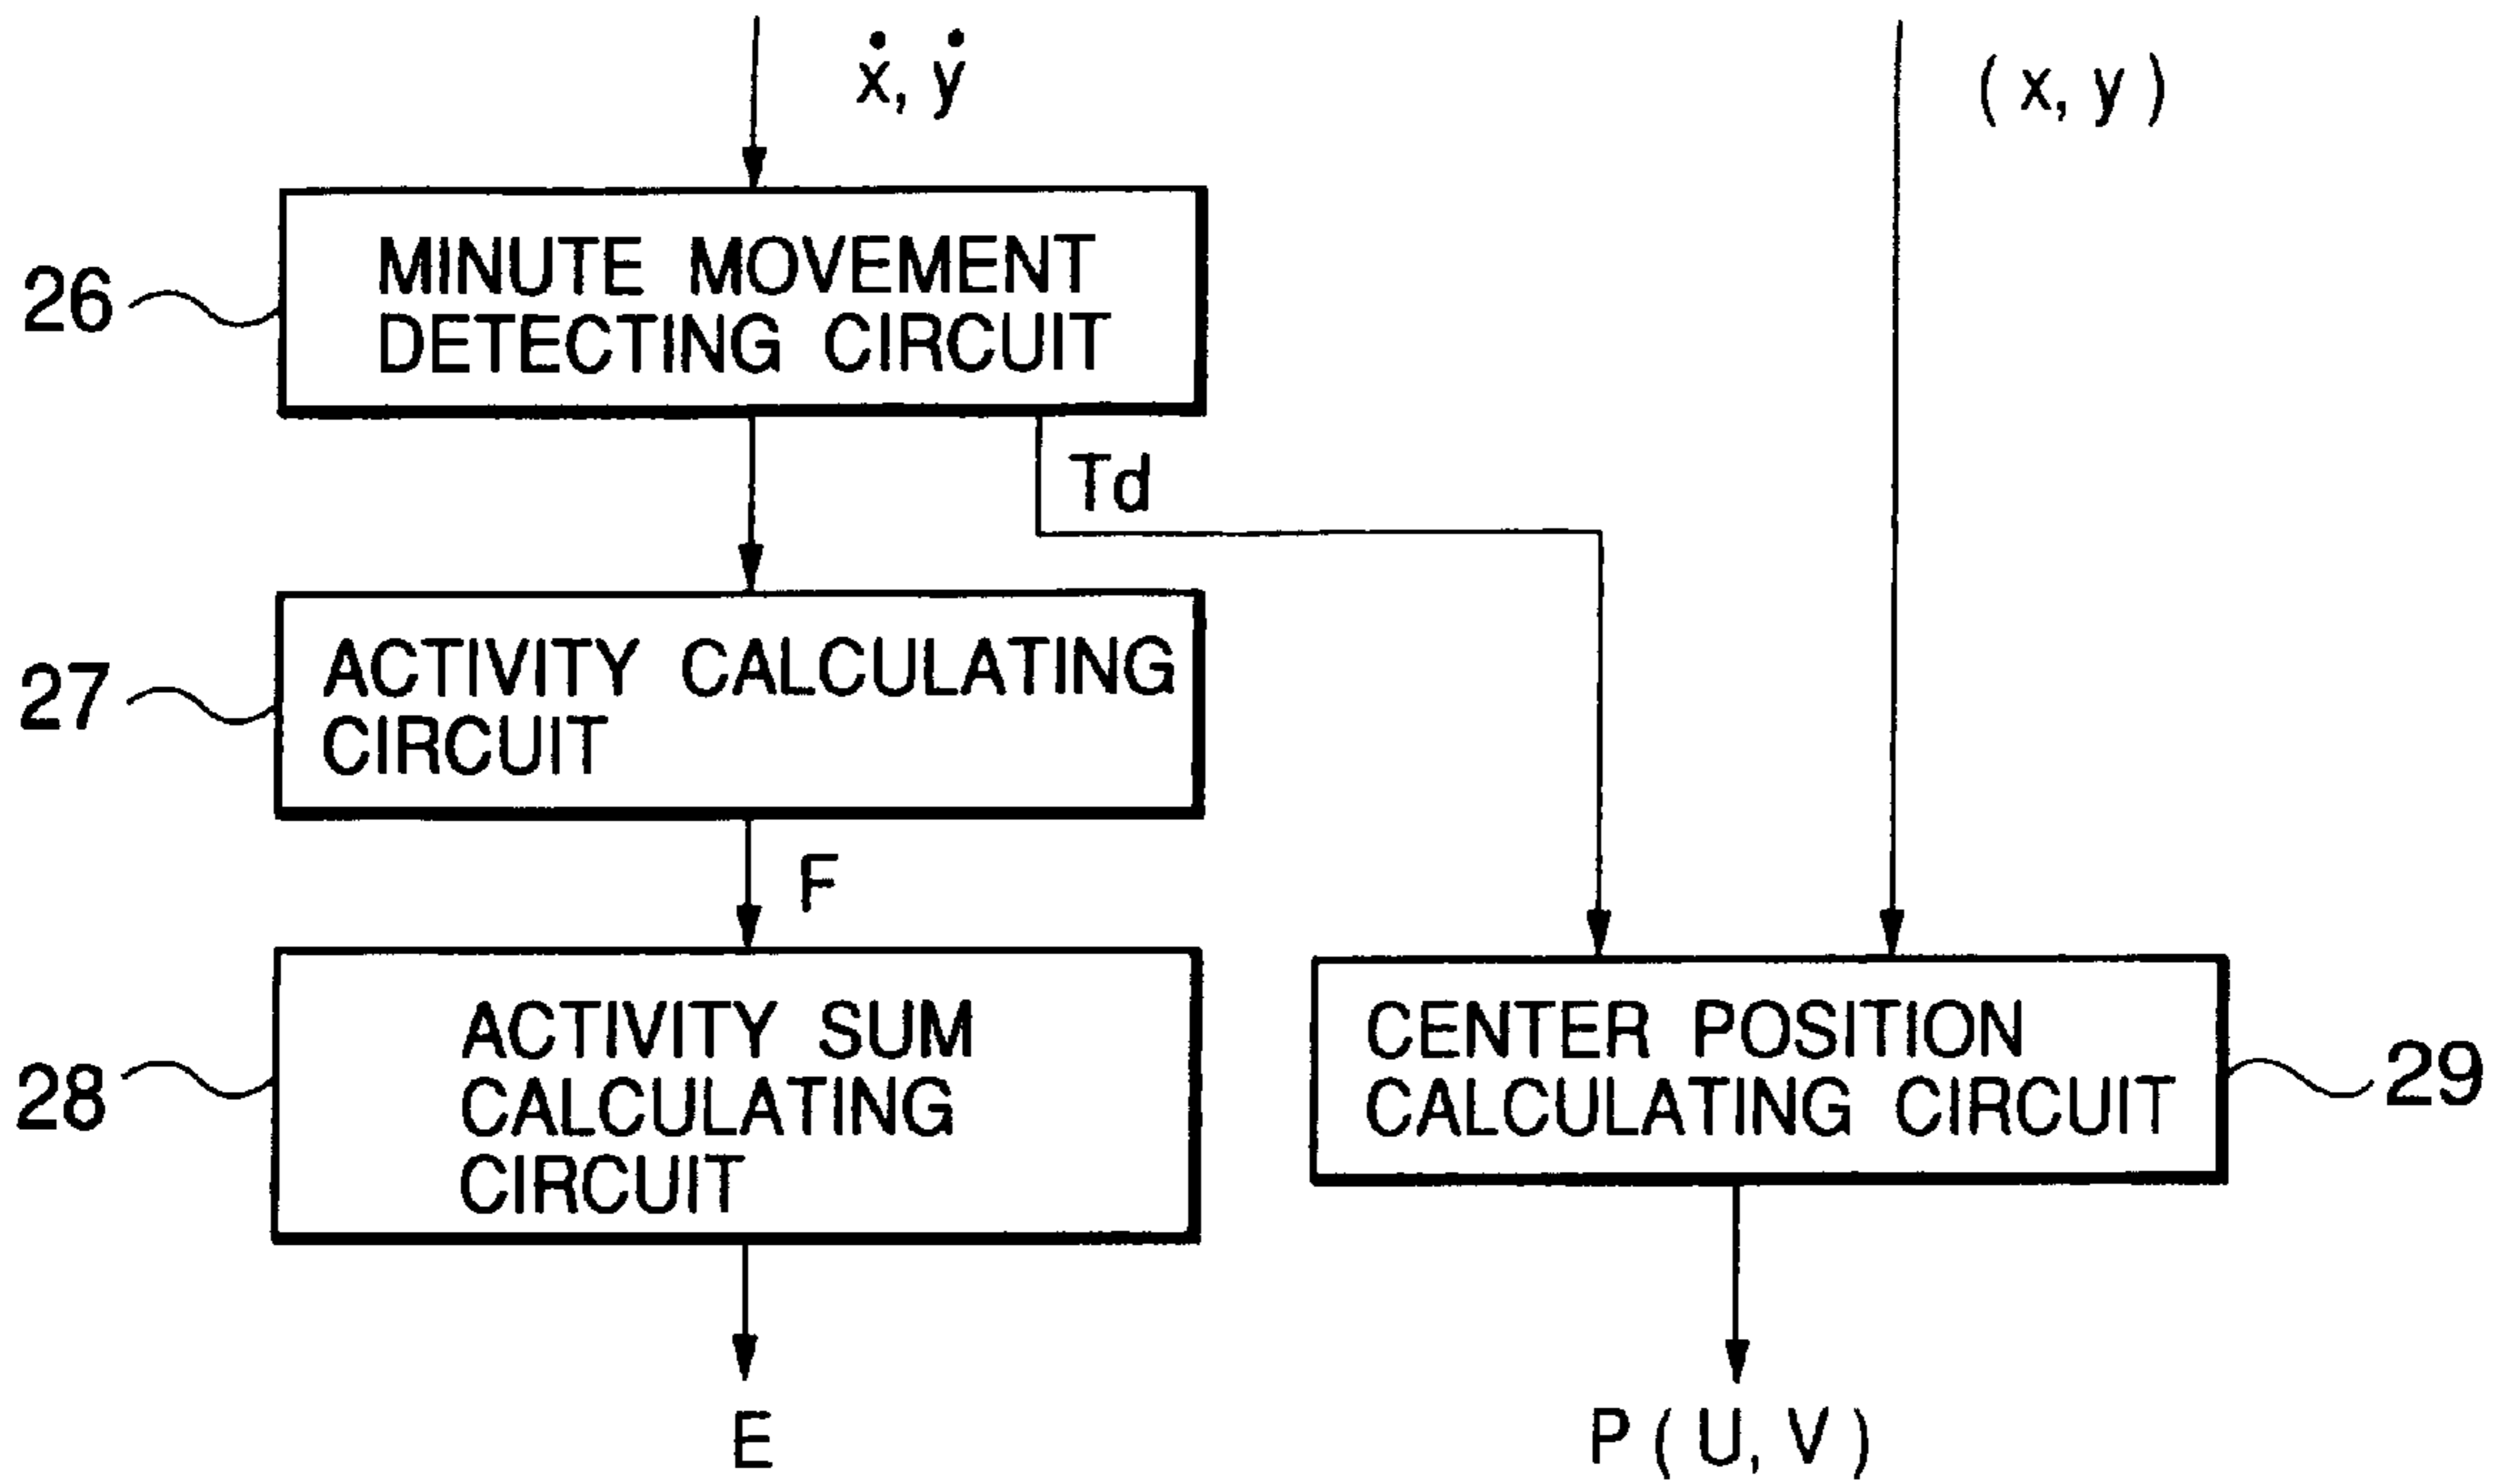 ẋ, ẏ
( x, y )
26
MINUTE MOVEMENT
DETECTING CIRCUIT
Td
27
ACTIVITY CALCULATING
CIRCUIT
F
28
ACTIVITY SUM
CALCULATING
CIRCUIT
CENTER POSITION
CALCULATING CIRCUIT
29
E
P ( U, V )